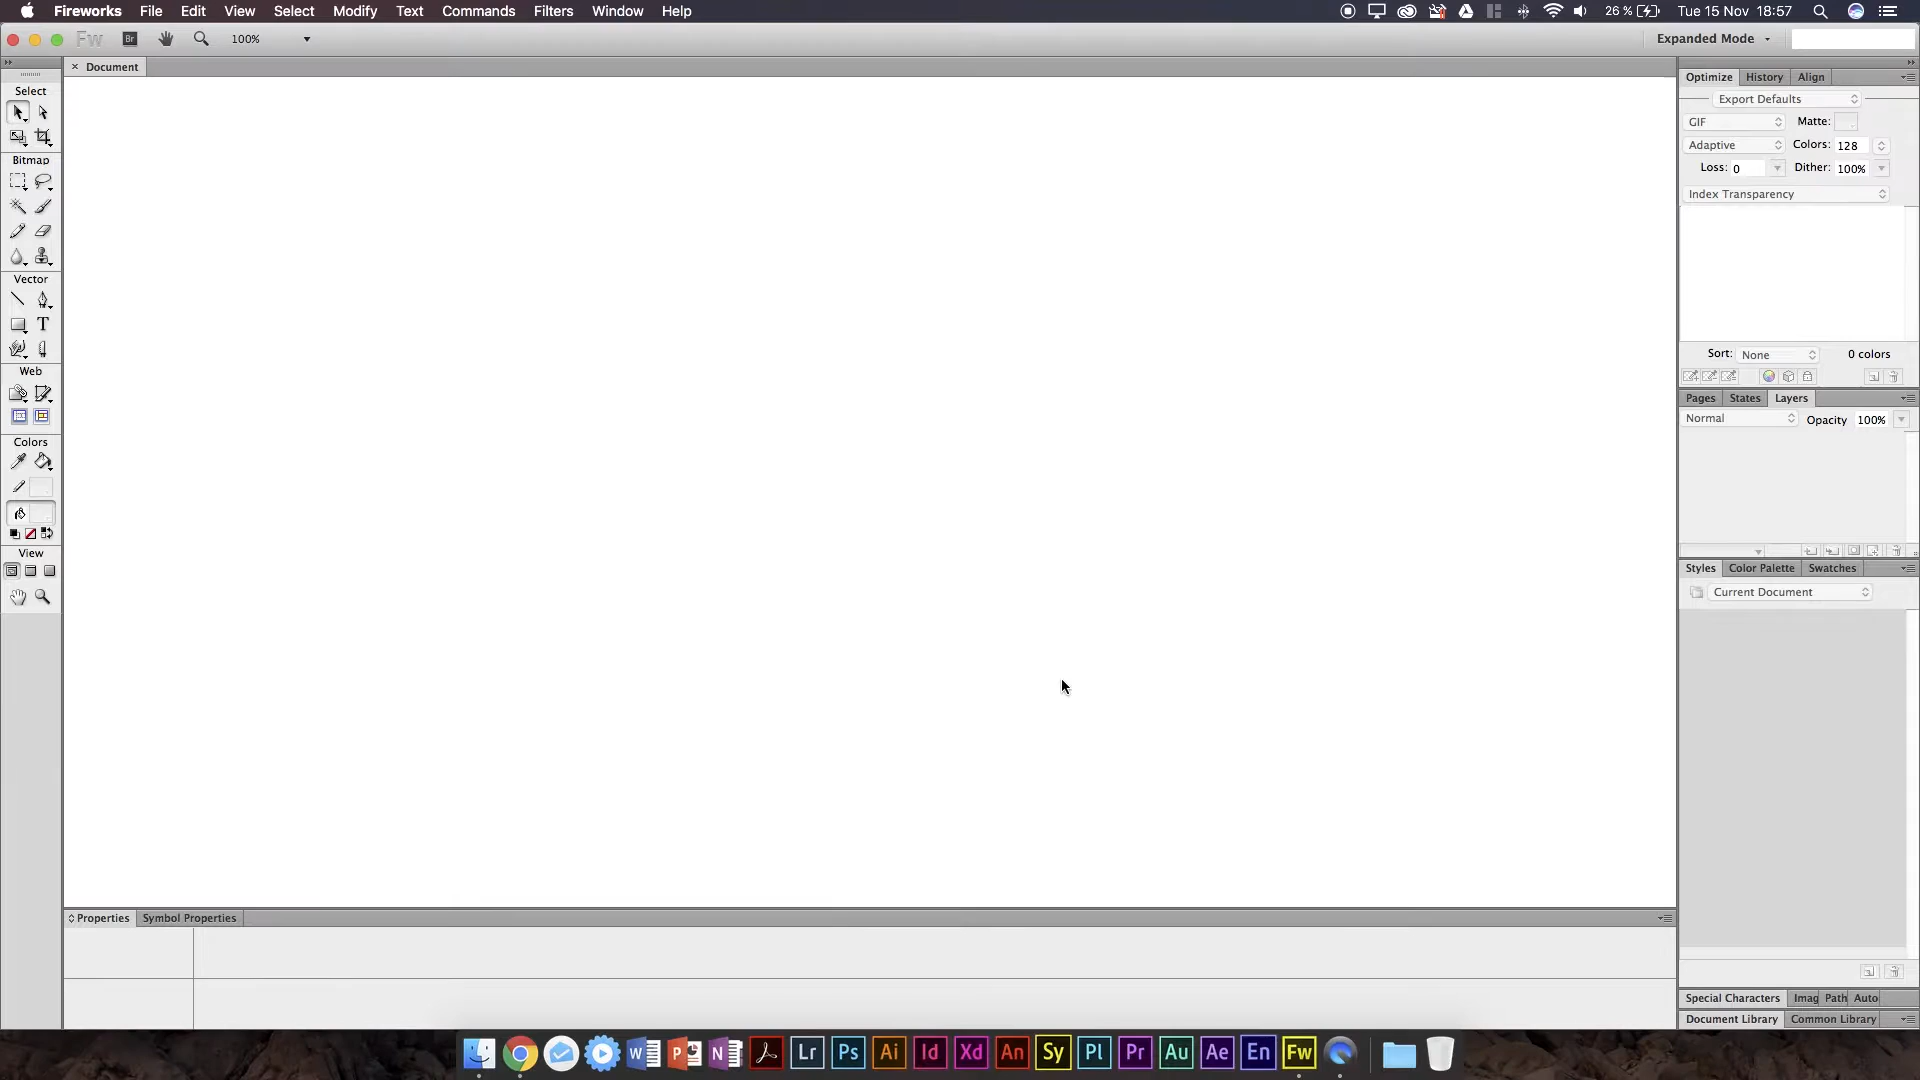 Fireworks File Edit View Select Modify Text Commands Filters Window Help 26 % Tue 15 Nov 18:57
Fw Br 100% Expanded Mode
Document
Select
Bitmap
Vector
T
Web
Colors
View
Optimize History Align
Export Defaults
GIF Matte:
Adaptive Colors: 128
Loss: 0 Dither: 100%
Index Transparency
Sort: None 0 colors
Pages States Layers
Normal Opacity 100%
Styles Color Palette Swatches
Current Document
Properties Symbol Properties
Special Characters Imag Path Auto
Document Library Common Library
W P N Lr Ps Ai Id Xd An Sy Pl Pr Au Ae En Fw